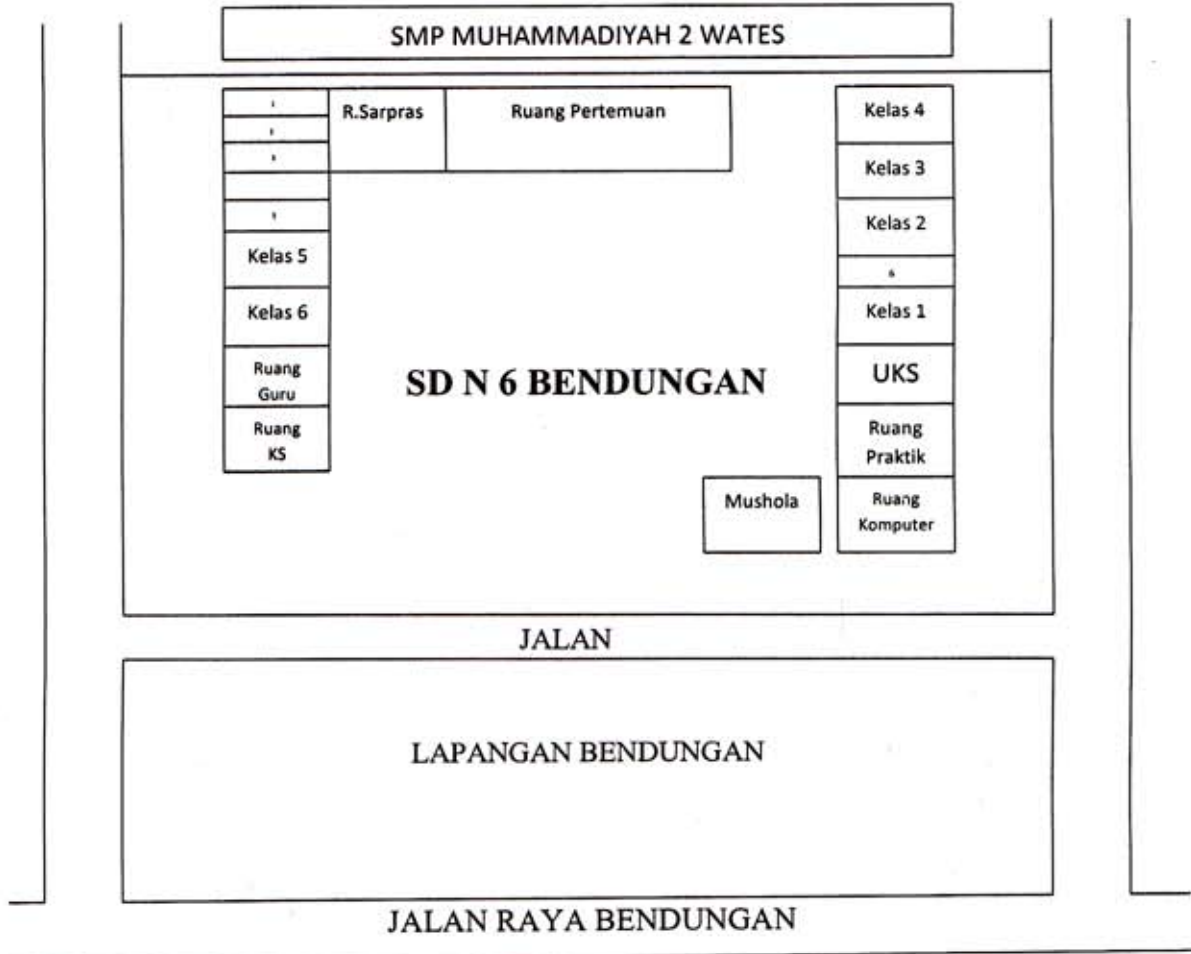 SMP MUHAMMADIYAH 2 WATES
R.Sarpras
Ruang Pertemuan
Kelas 5
Kelas 6
Ruang
Guru
Ruang
KS
SD N 6 BENDUNGAN
Kelas 4
Kelas 3
Kelas 2
6
Kelas 1
UKS
Ruang
Praktik
Ruang
Komputer
Mushola
JALAN
LAPANGAN BENDUNGAN
JALAN RAYA BENDUNGAN